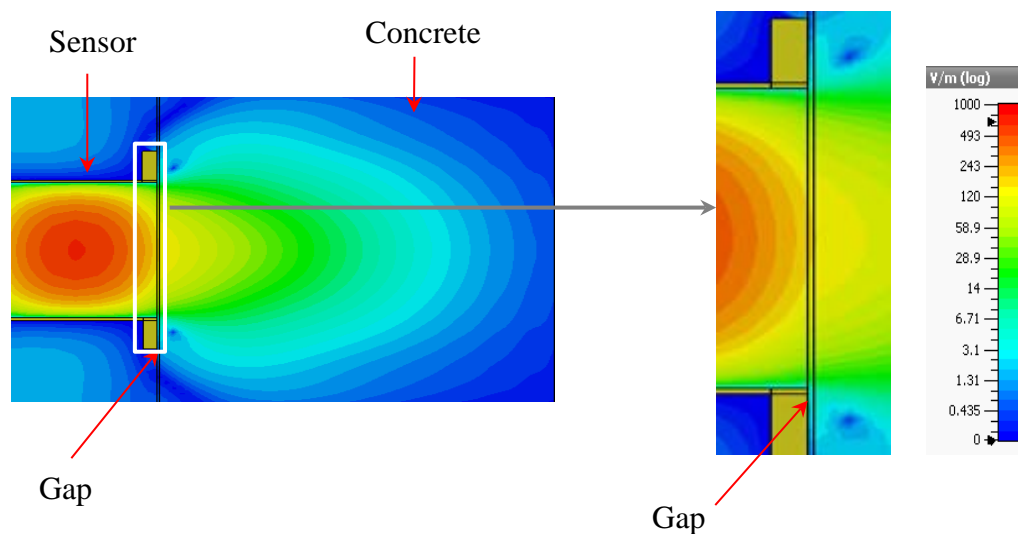 Sensor
Concrete
Gap
Gap
V/m (log)
1000
493
243
120
58.9
28.9
14
6.71
3.1
1.31
0.435
0